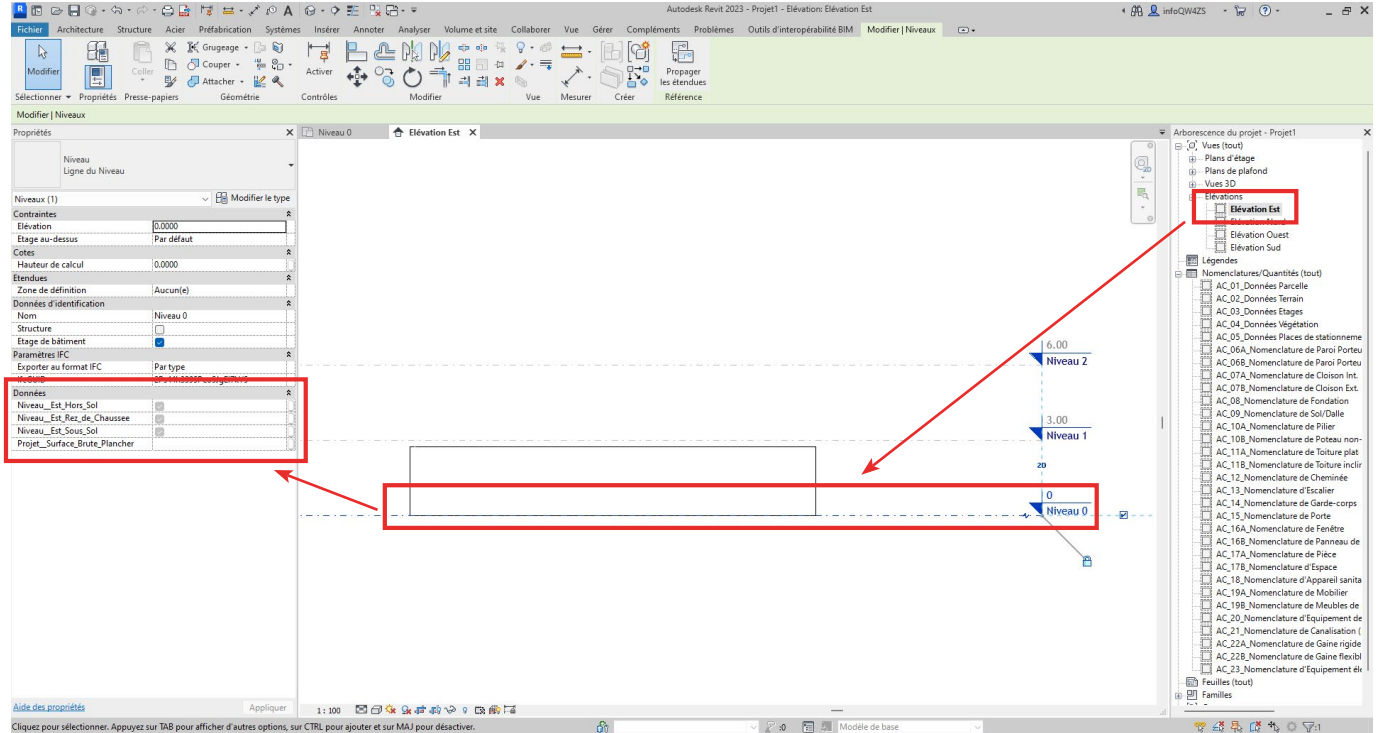 Autodesk Revit 2023 - Projet1 - Elévation: Elévation Est
infoQW4ZS
Fichier Architecture Structure Acier Préfabrication Systèmes Insérer Annoter Analyser Volume et site Collaborer Vue Gérer Compléments Problèmes Outils d'interopérabilité BIM Modifier | Niveaux
Modifier
Coller
Grugeage
Couper
Attacher
Activer
Propager
les étendues
Sélectionner Propriétés Presse-papiers Géométrie Contrôles Modifier Vue Mesurer Créer Référence
Modifier | Niveaux
Propriétés
Niveau
Ligne du Niveau
Niveaux (1) Modifier le type
Contraintes
Elévation 0.0000
Etage au-dessus Par défaut
Cotes
Hauteur de calcul 0.0000
Etendues
Zone de définition Aucun(e)
Données d'identification
Nom Niveau 0
Structure
Etage de bâtiment
Paramètres IFC
Exporter au format IFC Par type
Données
Niveau__Est_Hors_Sol
Niveau__Est_Rez_de_Chaussee
Niveau__Est_Sous_Sol
Projet__Surface_Brute_Plancher
Aide des propriétés Appliquer
Niveau 0 Elévation Est
2D
6.00
Niveau 2
3.00
Niveau 1
2D
0
Niveau 0
1 : 100
Arborescence du projet - Projet1
Vues (tout)
Plans d'étage
Plans de plafond
Vues 3D
Elévations
Elévation Est
Elévation Nord
Elévation Ouest
Elévation Sud
Légendes
Nomenclatures/Quantités (tout)
AC_01_Données Parcelle
AC_02_Données Terrain
AC_03_Données Etages
AC_04_Données Végétation
AC_05_Données Places de stationneme
AC_06A_Nomenclature de Paroi Porteu
AC_06B_Nomenclature de Paroi Porteu
AC_07A_Nomenclature de Cloison Int.
AC_07B_Nomenclature de Cloison Ext.
AC_08_Nomenclature de Fondation
AC_09_Nomenclature de Sol/Dalle
AC_10A_Nomenclature de Pilier
AC_10B_Nomenclature de Poteau non-
AC_11A_Nomenclature de Toiture plat
AC_11B_Nomenclature de Toiture inclir
AC_12_Nomenclature de Cheminée
AC_13_Nomenclature d'Escalier
AC_14_Nomenclature de Garde-corps
AC_15_Nomenclature de Porte
AC_16A_Nomenclature de Fenêtre
AC_16B_Nomenclature de Panneau de
AC_17A_Nomenclature de Pièce
AC_17B_Nomenclature d'Espace
AC_18_Nomenclature d'Appareil sanita
AC_19A_Nomenclature de Mobilier
AC_19B_Nomenclature de Meubles de
AC_20_Nomenclature d'Equipement de
AC_21_Nomenclature de Canalisation (
AC_22A_Nomenclature de Gaine rigide
AC_22B_Nomenclature de Gaine flexibl
AC_23_Nomenclature d'Equipement éle
Feuilles (tout)
Familles
Cliquez pour sélectionner. Appuyez sur TAB pour afficher d'autres options, sur CTRL pour ajouter et sur MAJ pour désactiver.
:0 Modèle de base :1